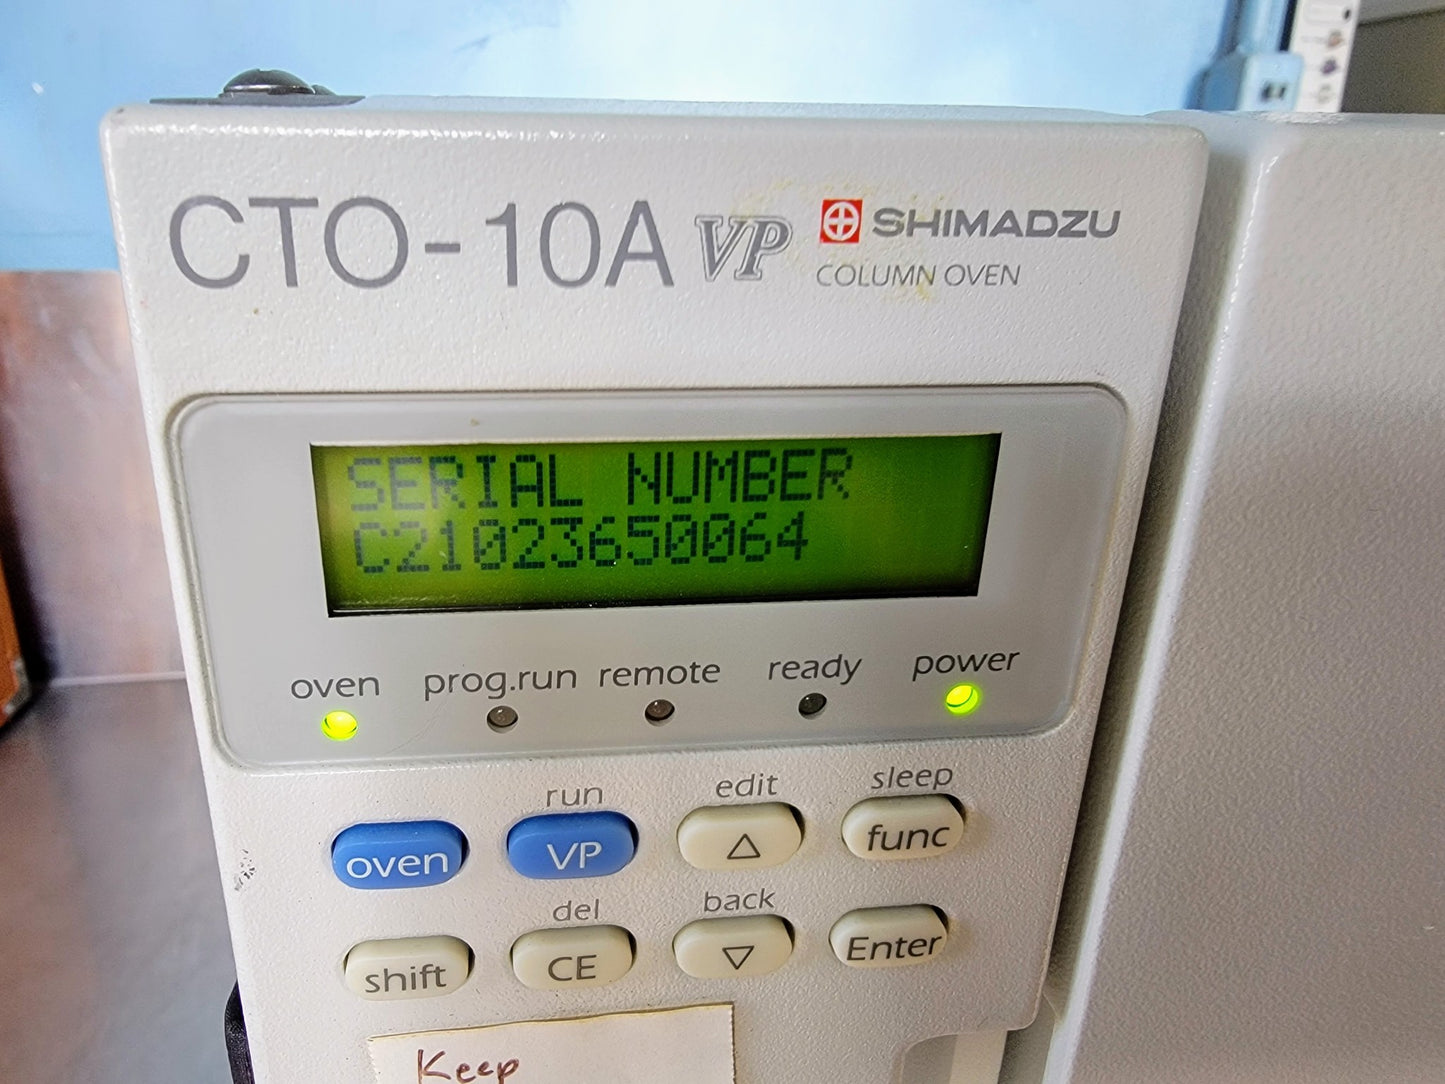 CTO-10A VP SHIMADZU
COLUMN OVEN
SERIAL NUMBER
C21023650064
oven prog.run remote ready power
run edit sleep
oven VP △ func
del back
shift CE ▽ Enter
Keep